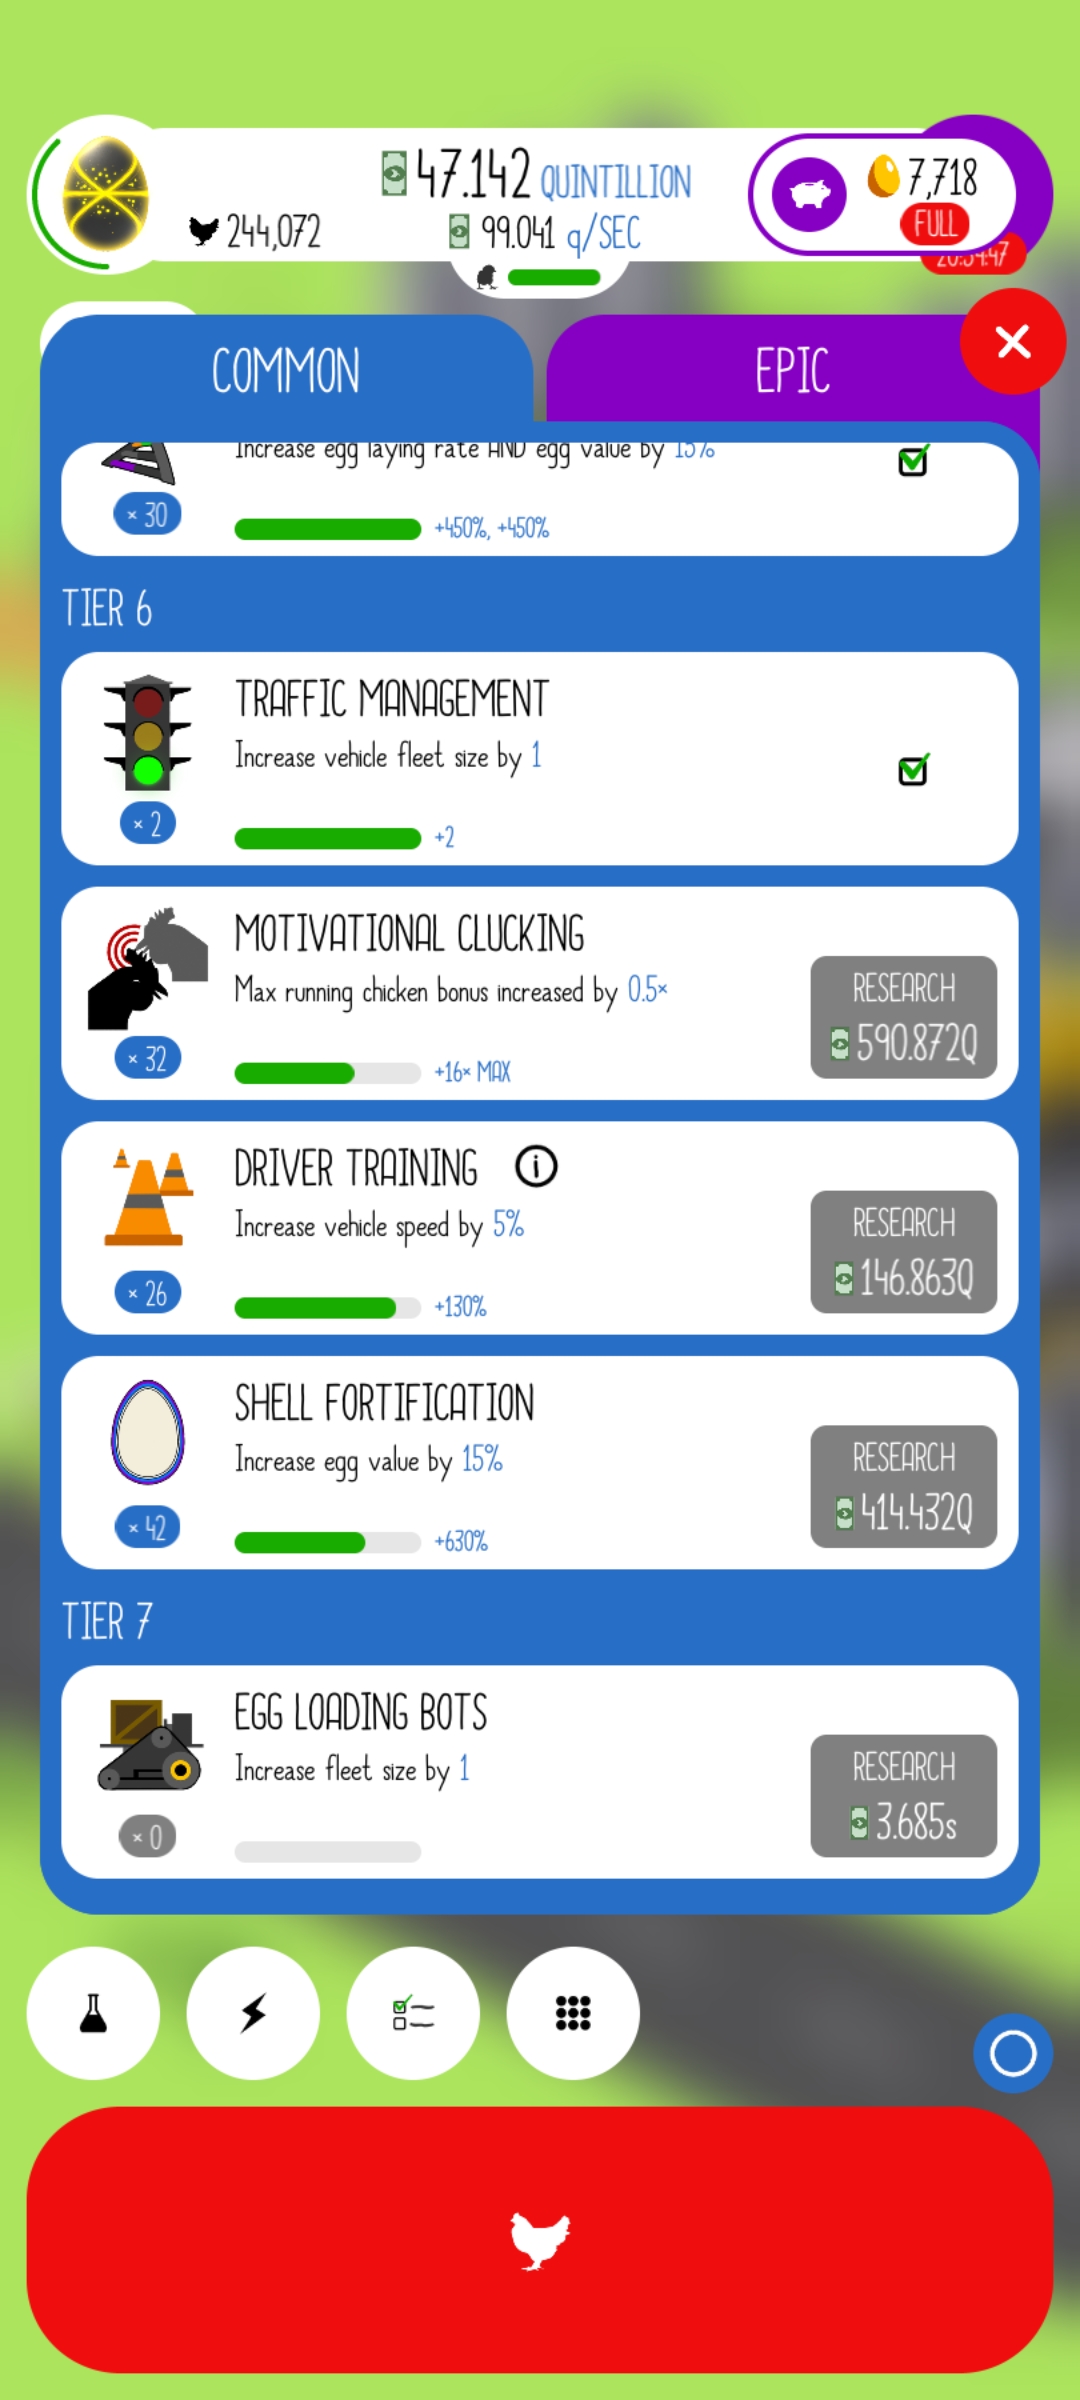 47.142 QUINTILLION
7,718
244,072
99.041 q/SEC
FULL
20:54:47
COMMON
EPIC
Increase egg laying rate AND egg value by 15%
× 30
+450%, +450%
TIER 6
TRAFFIC MANAGEMENT
Increase vehicle fleet size by 1
× 2
+2
MOTIVATIONAL CLUCKING
Max running chicken bonus increased by 0.5×
RESEARCH
590.872Q
× 32
+16× MAX
DRIVER TRAINING i
Increase vehicle speed by 5%
RESEARCH
146.863Q
× 26
+130%
SHELL FORTIFICATION
Increase egg value by 15%
RESEARCH
414.432Q
× 42
+630%
TIER 7
EGG LOADING BOTS
Increase fleet size by 1
RESEARCH
3.685s
× 0